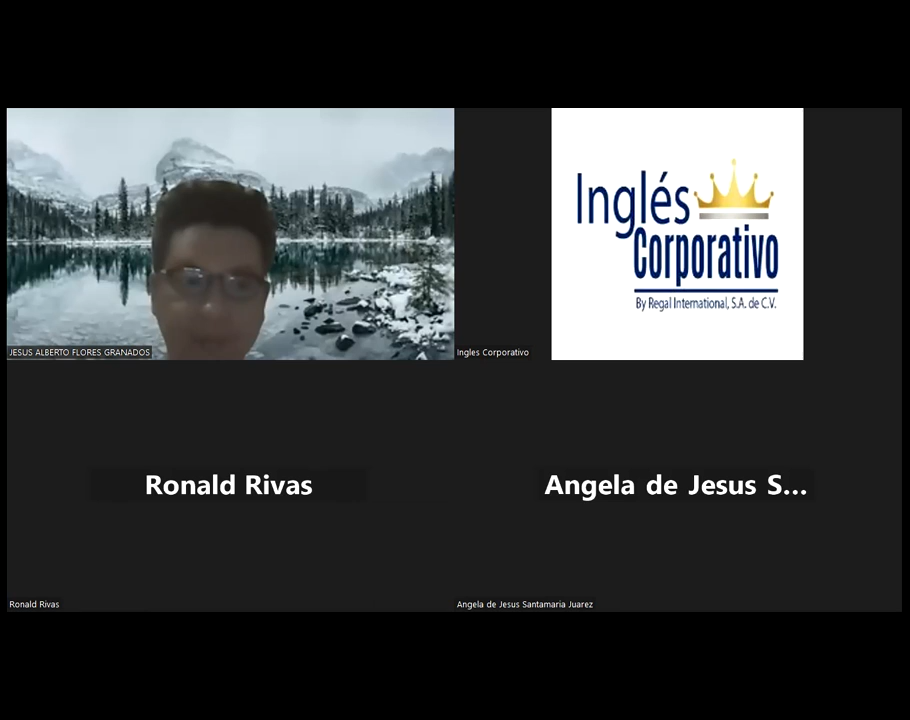 Inglés
Corporativo
By Regal International, S.A. de C.V.
JESUS ALBERTO FLORES GRANADOS
Ingles Corporativo
Ronald Rivas
Angela de Jesus S...
Ronald Rivas
Angela de Jesus Santamaria Juarez